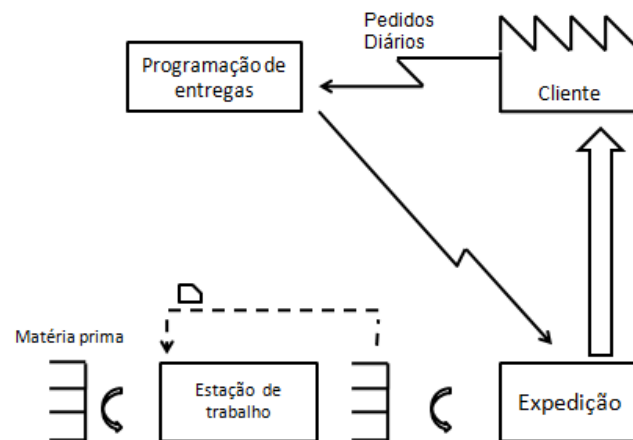 Pedidos
Diários
Programação de
entregas
Cliente
Matéria prima
Estação de
trabalho
Expedição